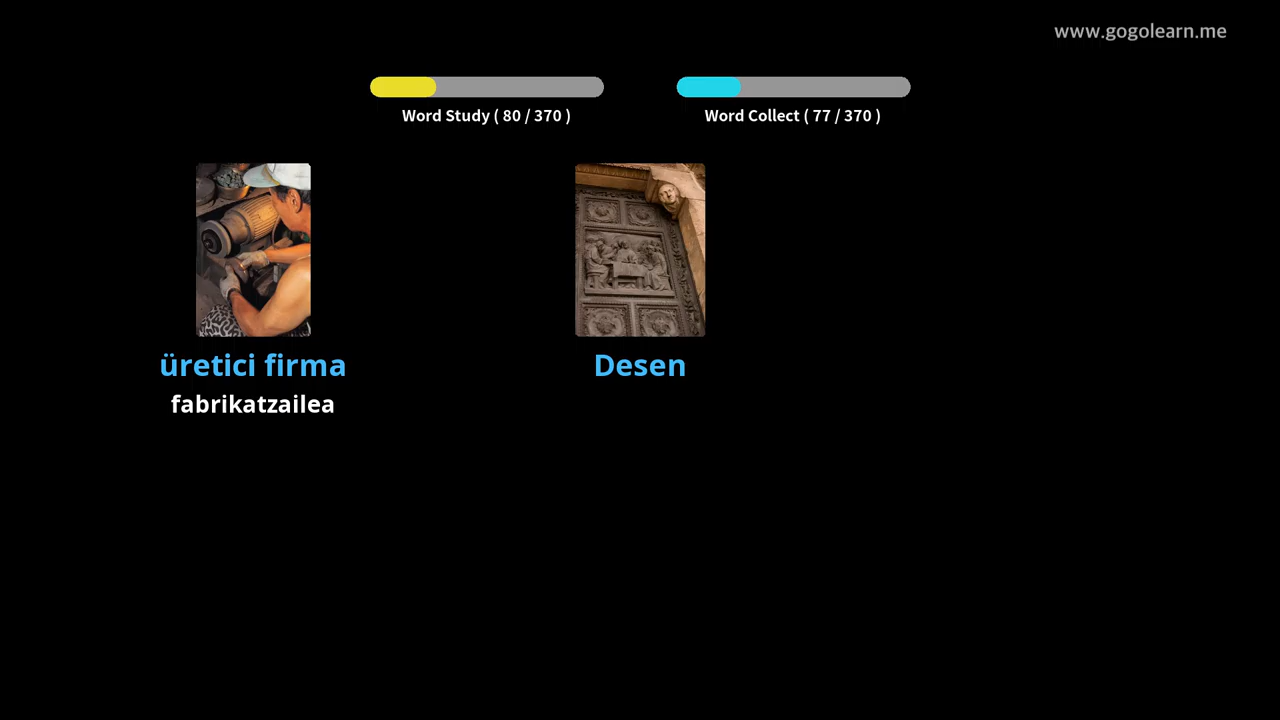 www.gogolearn.me
Word Study ( 80 / 370 )
Word Collect ( 77 / 370 )
üretici firma
Desen
fabrikatzailea